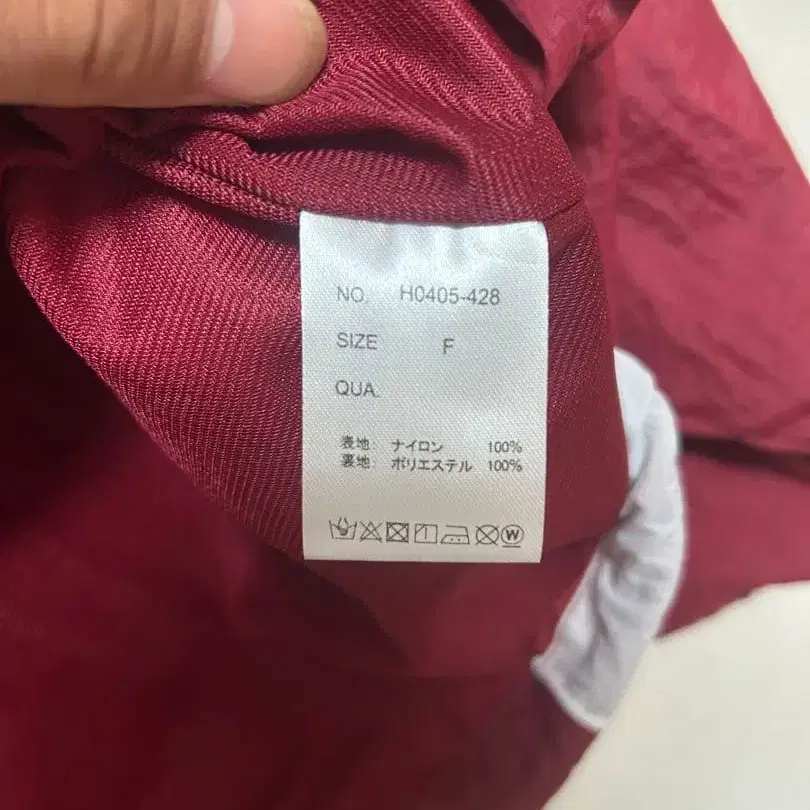 NO. H0405-428
SIZE F
QUA.
表地: ナイロン 100%
裏地: ポリエステル 100%
W